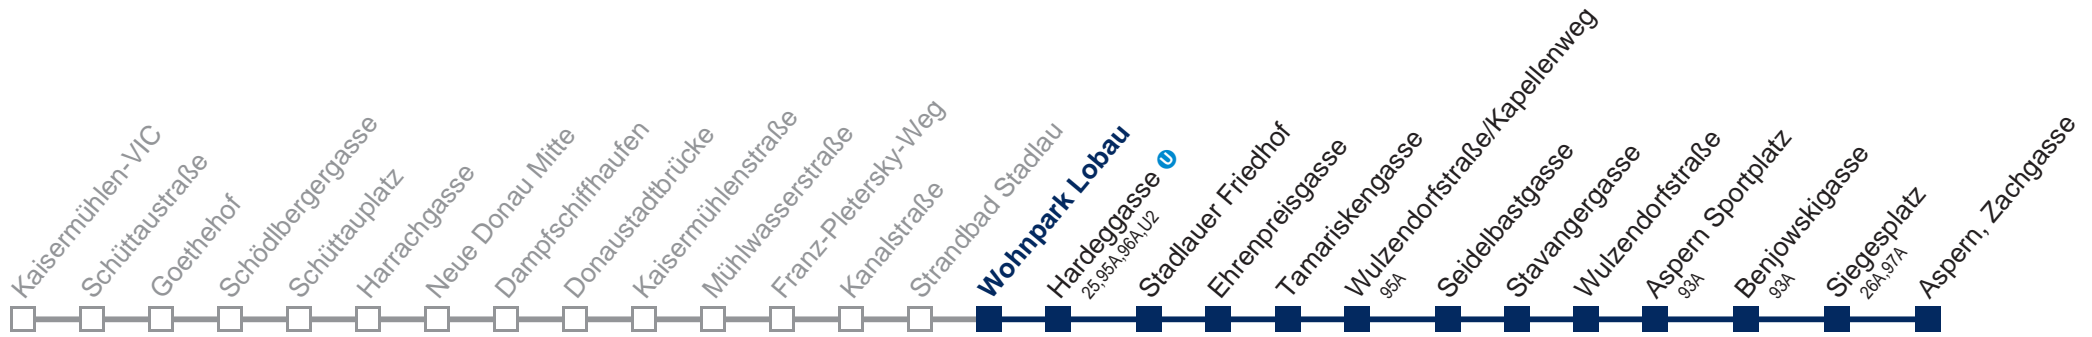 Kaisermühlen-VIC
Schüttaustraße
Goethehof
Schödlbergergasse
Schüttauplatz
Harrachgasse
Neue Donau Mitte
Dampfschiffhaufen
Donaustadtbrücke
Kaisermühlenstraße
Mühlwasserstraße
Franz-Pletersky-Weg
Kanalstraße
Strandbad Stadlau
Wohnpark Lobau
Hardeggasse U
25,95A,96A,U2
Stadlauer Friedhof
Ehrenpreisgasse
Tamariskengasse
Wulzendorfstraße/Kapellenweg
95A
Seidelbastgasse
Stavangergasse
Wulzendorfstraße
Aspern Sportplatz
93A
Benjowskigasse
93A
Siegesplatz
26A,97A
Aspern, Zachgasse